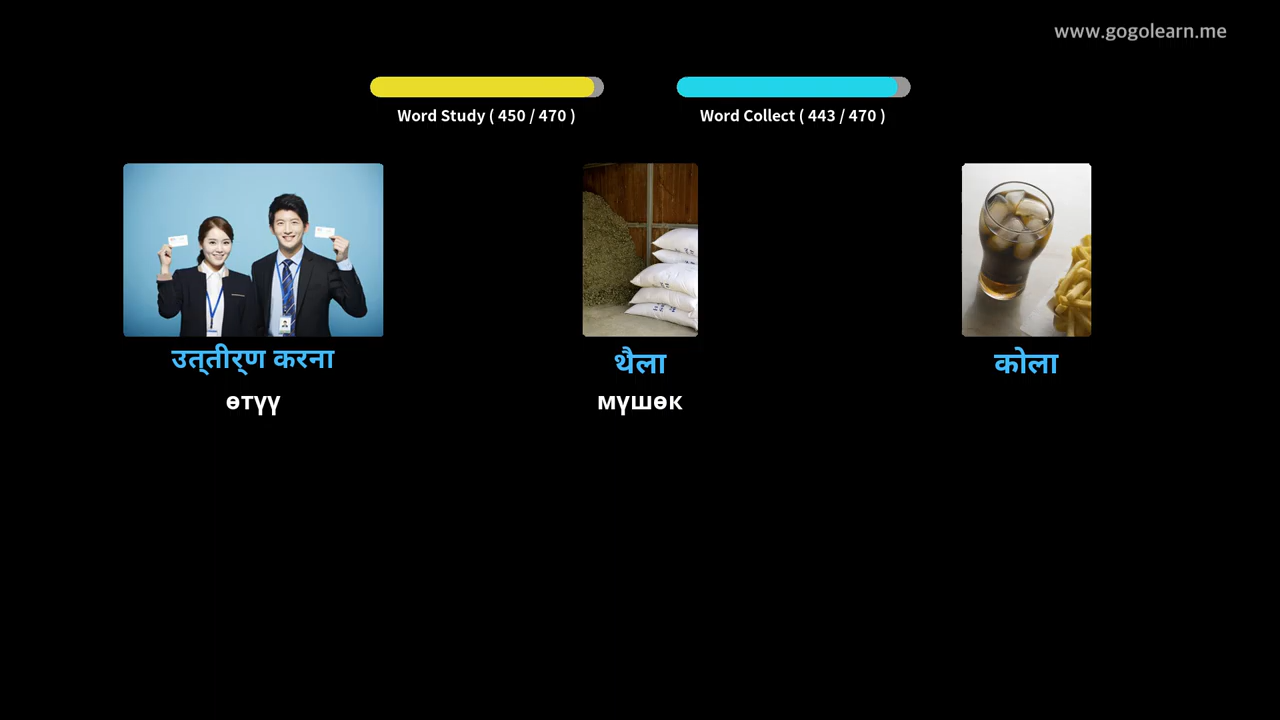 www.gogolearn.me
Word Study ( 450 / 470 )
Word Collect ( 443 / 470 )
उत्तीर्ण करना
थैला
कोला
өтүү
мүшөк